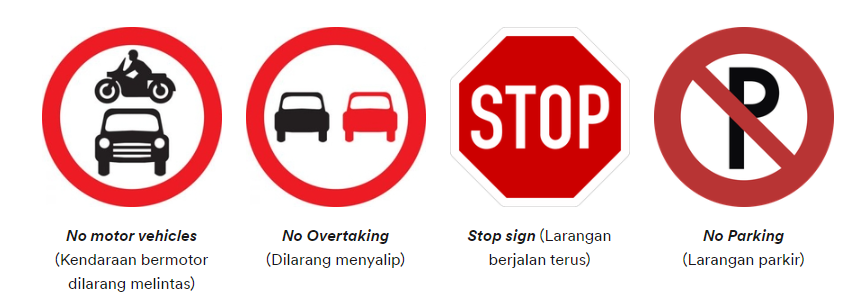 STOP
P
No motor vehicles
(Kendaraan bermotor
dilarang melintas)
No Overtaking
(Dilarang menyalip)
Stop sign (Larangan
berjalan terus)
No Parking
(Larangan parkir)